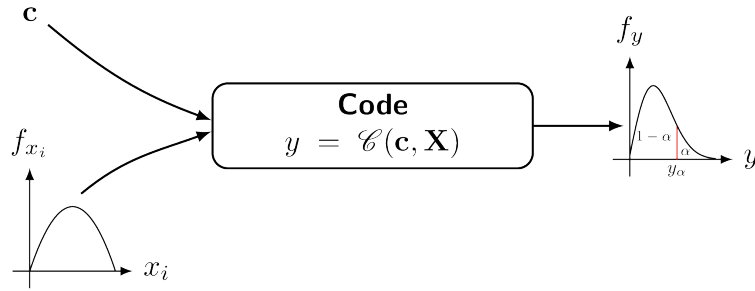 c
Code
y = 𝒞(c, X)
f_y
1 − α
α
y_α
y
f_{x_i}
x_i